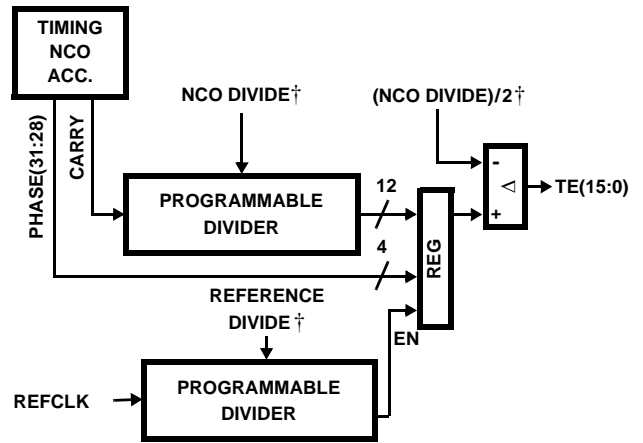 TIMING
NCO
ACC.
NCO DIVIDE†
(NCO DIVIDE)/2†
PHASE(31:28)
CARRY
PROGRAMMABLE
DIVIDER
12
4
REG
-
+
Δ
TE(15:0)
REFERENCE
DIVIDE†
EN
REFCLK
PROGRAMMABLE
DIVIDER